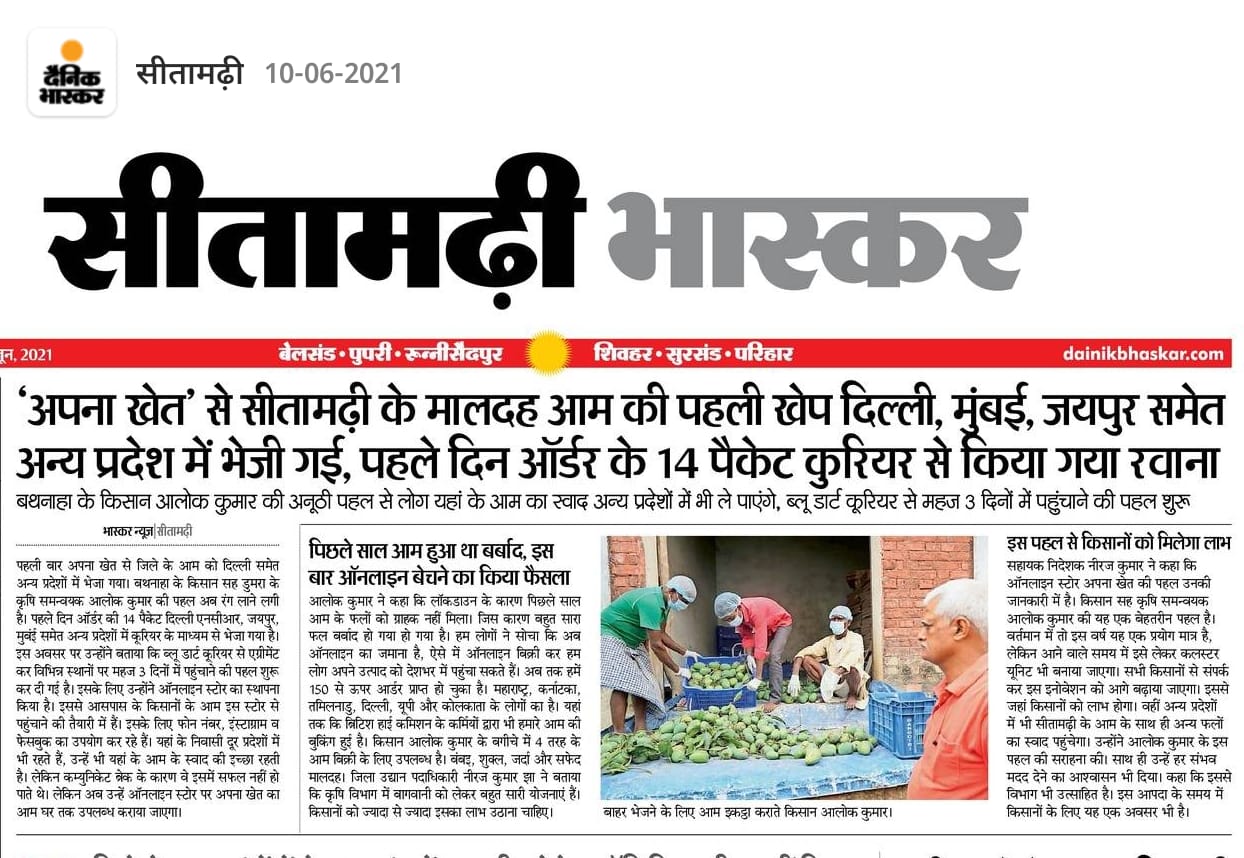 दैनिक
भास्कर
सीतामढ़ी 10-06-2021
सीतामढ़ी भास्कर
जून, 2021
बेलसंड • पुपरी • रून्नीसैदपुर
शिवहर • सुरसंड • परिहार
dainikbhaskar.com
‘अपना खेत’ से सीतामढ़ी के मालदह आम की पहली खेप दिल्ली, मुंबई, जयपुर समेत
अन्य प्रदेश में भेजी गई, पहले दिन ऑर्डर के 14 पैकेट कुरियर से किया गया रवाना
बथनाहा के किसान आलोक कुमार की अनूठी पहल से लोग यहां के आम का स्वाद अन्य प्रदेशों में भी ले पाएंगे, ब्लू डार्ट कूरियर से महज 3 दिनों में पहुंचाने की पहल शुरू
भास्कर न्यूज|सीतामढ़ी
पहली बार अपना खेत से जिले के आम को दिल्ली समेत
अन्य प्रदेशों में भेजा गया। बथनाहा के किसान सह डुमरा के
कृषि समन्वयक आलोक कुमार की पहल अब रंग लाने लगी
है। पहले दिन ऑर्डर की 14 पैकेट दिल्ली एनसीआर, जयपुर,
मुबंई समेत अन्य प्रदेशों में कूरियर के माध्यम से भेजा गया है।
इस अवसर पर उन्होंने बताया कि ब्लू डार्ट कूरियर से एग्रीमेंट
कर विभिन्न स्थानों पर महज 3 दिनों में पहुंचाने की पहल शुरू
कर दी गई है। इसके लिए उन्होंने ऑनलाइन स्टोर का स्थापना
किया है। इससे आसपास के किसानों के आम इस स्टोर से
पहुंचाने की तैयारी में हैं। इसके लिए फोन नंबर, इंस्टाग्राम व
फेसबुक का उपयोग कर रहे हैं। यहां के निवासी दूर प्रदेशों में
भी रहते हैं, उन्हें भी यहां के आम के स्वाद की इच्छा रहती
है। लेकिन कम्युनिकेट ब्रेक के कारण वे इसमें सफल नहीं हो
पाते थे। लेकिन अब उन्हें ऑनलाइन स्टोर पर अपना खेत का
आम घर तक उपलब्ध कराया जाएगा।
पिछले साल आम हुआ था बर्बाद, इस
बार ऑनलाइन बेचने का किया फैसला
आलोक कुमार ने कहा कि लॉकडाउन के कारण पिछले साल
आम के फलों को ग्राहक नहीं मिला। जिस कारण बहुत सारा
फल बर्बाद हो गया हो गया है। हम लोगों ने सोचा कि अब
ऑनलाइन का जमाना है, ऐसे में ऑनलाइन बिक्री कर हम
लोग अपने उत्पाद को देशभर में पहुंचा सकते हैं। अब तक हमें
150 से ऊपर आर्डर प्राप्त हो चुका है। महाराष्ट्र, कर्नाटका,
तमिलनाडु, दिल्ली, यूपी और कोलकाता के लोगों का है। यहां
तक कि ब्रिटिश हाई कमिशन के कर्मियों द्वारा भी हमारे आम की
बुकिंग हुई है। किसान आलोक कुमार के बगीचे में 4 तरह के
आम बिक्री के लिए उपलब्ध है। बंबइ, शुक्ल, जर्दा और सफेद
मालदह। जिला उद्यान पदाधिकारी नीरज कुमार झा ने बताया
कि कृषि विभाग में बागवानी को लेकर बहुत सारी योजनाएं हैं।
किसानों को ज्यादा से ज्यादा इसका लाभ उठाना चाहिए।
बाहर भेजने के लिए आम इकट्ठा कराते किसान आलोक कुमार।
इस पहल से किसानों को मिलेगा लाभ
सहायक निदेशक नीरज कुमार ने कहा कि
ऑनलाइन स्टोर अपना खेत की पहल उनकी
जानकारी में है। किसान सह कृषि समन्वयक
आलोक कुमार की यह एक बेहतरीन पहल है।
वर्तमान में तो इस वर्ष यह एक प्रयोग मात्र है,
लेकिन आने वाले समय में इसे लेकर कलस्टर
यूनिट भी बनाया जाएगा। सभी किसानों से संपर्क
कर इस इनोवेशन को आगे बढ़ाया जाएगा। इससे
जहां किसानों को लाभ होगा। वहीं अन्य प्रदेशों
में भी सीतामढ़ी के आम के साथ ही अन्य फलों
का स्वाद पहुंचेगा। उन्होंने आलोक कुमार के इस
पहल की सराहना की। साथ ही उन्हें हर संभव
मदद देने का आश्वासन भी दिया। कहा कि इससे
विभाग भी उत्साहित है। इस आपदा के समय में
किसानों के लिए यह एक अवसर भी है।